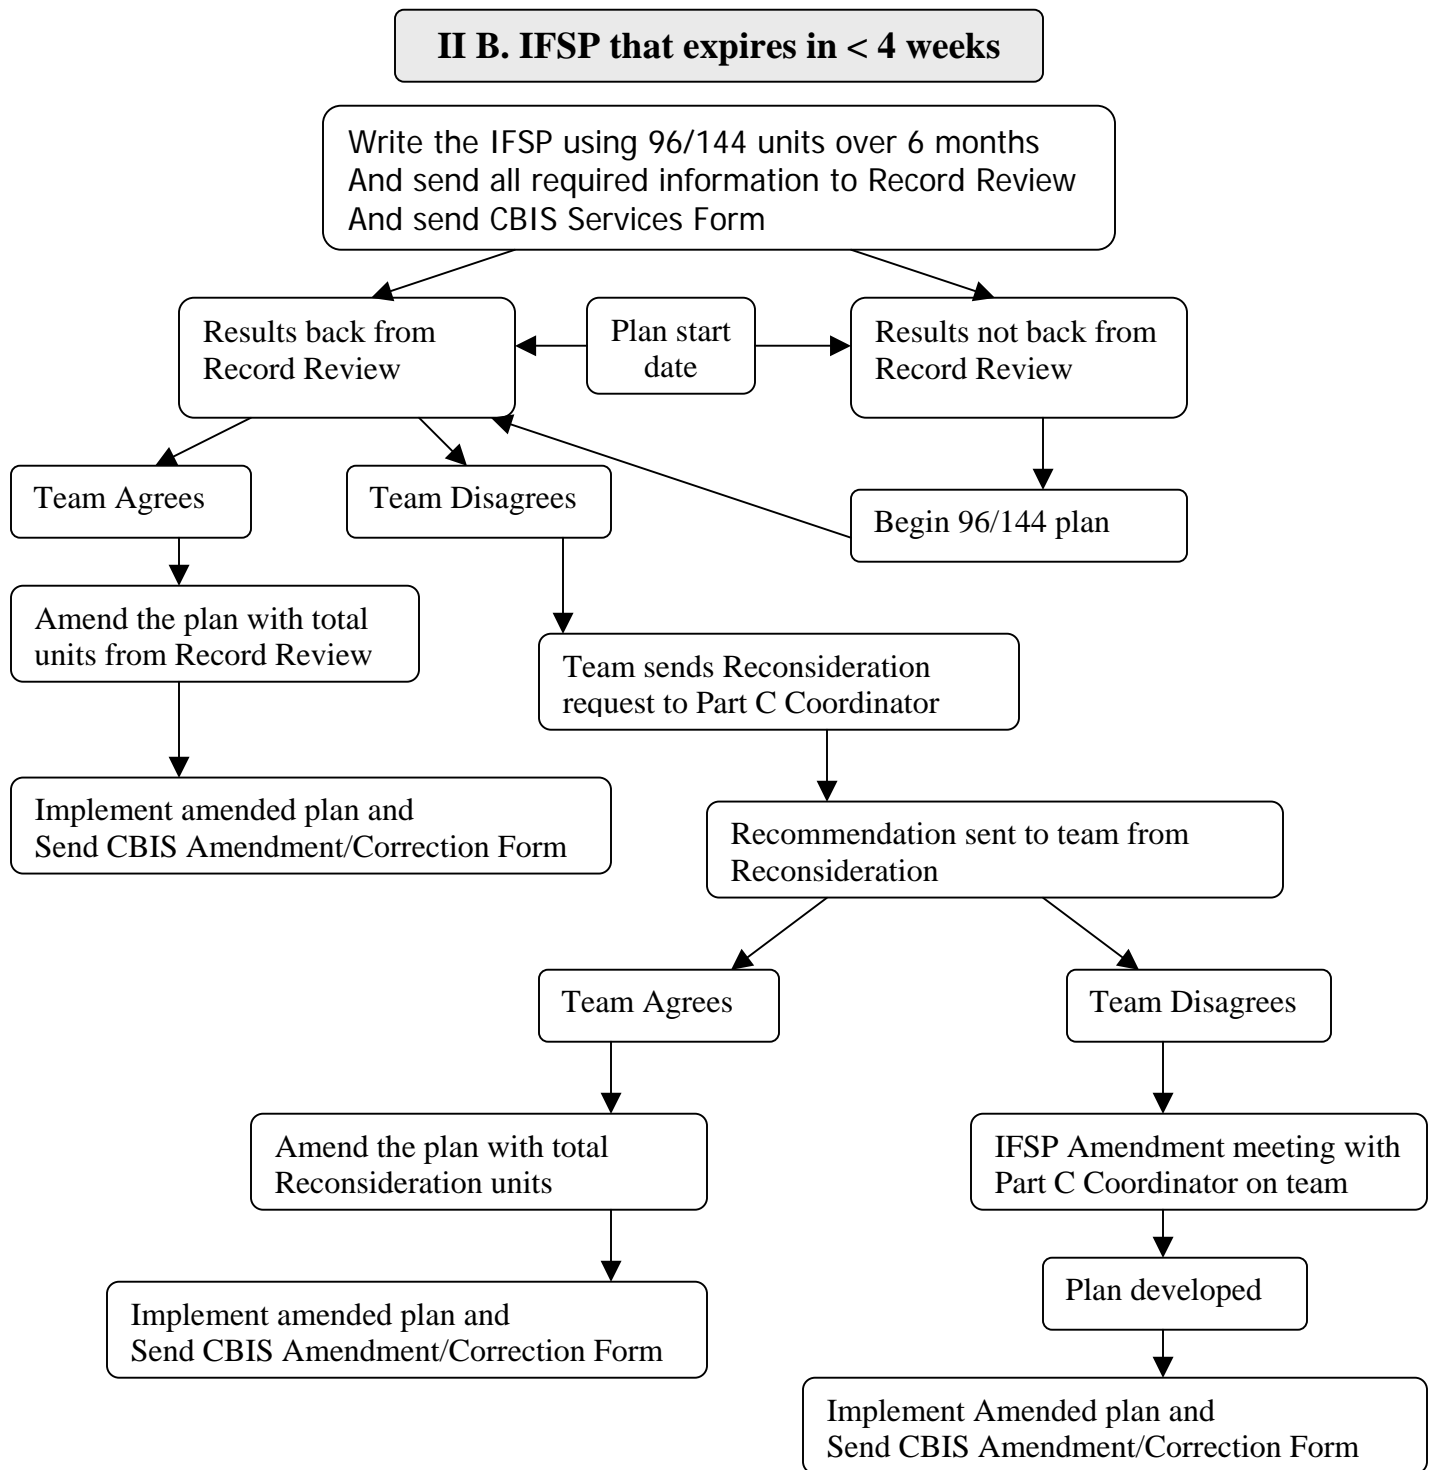 II B. IFSP that expires in < 4 weeks
Write the IFSP using 96/144 units over 6 months
And send all required information to Record Review
And send CBIS Services Form
Results back from
Record Review
Plan start
date
Results not back from
Record Review
Team Agrees
Team Disagrees
Begin 96/144 plan
Amend the plan with total
units from Record Review
Team sends Reconsideration
request to Part C Coordinator
Implement amended plan and
Send CBIS Amendment/Correction Form
Recommendation sent to team from
Reconsideration
Team Agrees
Team Disagrees
Amend the plan with total
Reconsideration units
IFSP Amendment meeting with
Part C Coordinator on team
Plan developed
Implement amended plan and
Send CBIS Amendment/Correction Form
Implement Amended plan and
Send CBIS Amendment/Correction Form